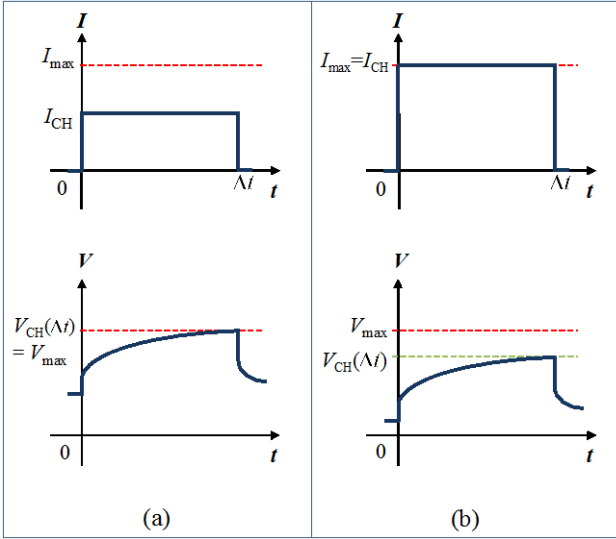 I
I_max
I_CH
0
Δt
t
V
V_CH(Δt)
= V_max
0
t
(a)
I
I_max=I_CH
0
Δt
t
V
V_max
V_CH(Δt)
0
t
(b)